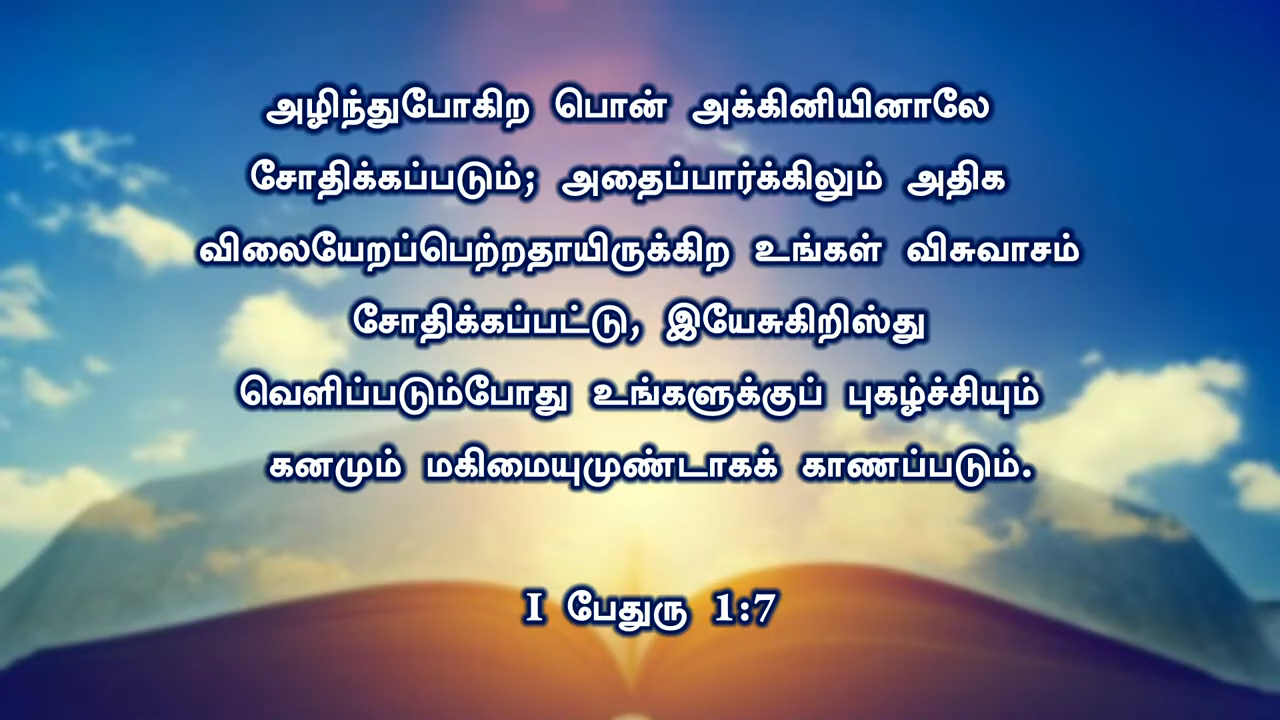 அழிந்துபோகிற பொன் அக்கினியினாலே
சோதிக்கப்படும்; அதைப்பார்க்கிலும் அதிக
விலையேறப்பெற்றதாயிருக்கிற உங்கள் விசுவாசம்
சோதிக்கப்பட்டு, இயேசுகிறிஸ்து
வெளிப்படும்போது உங்களுக்குப் புகழ்ச்சியும்
கனமும் மகிமையுமுண்டாகக் காணப்படும்.
I பேதுரு 1:7